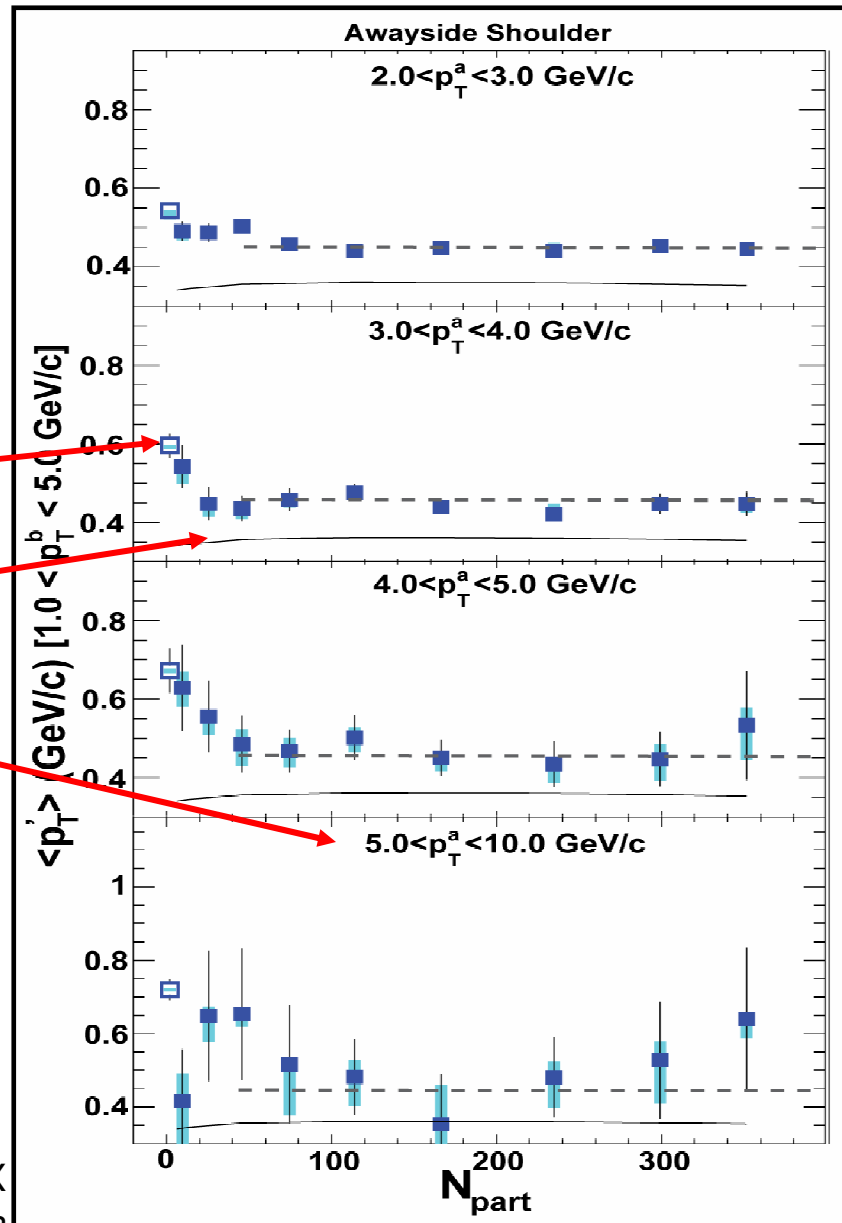 Awayside Shoulder
2.0<p_T^a<3.0 GeV/c
0.8
0.6
0.4
3.0<p_T^a<4.0 GeV/c
0.8
0.6
0.4
4.0<p_T^a<5.0 GeV/c
0.8
0.6
0.4
5.0<p_T^a<10.0 GeV/c
1
0.8
0.6
0.4
<p_T^'> (GeV/c) [1.0 < p_T^b < 5.0 GeV/c]
0 100 200 300
N_part
X